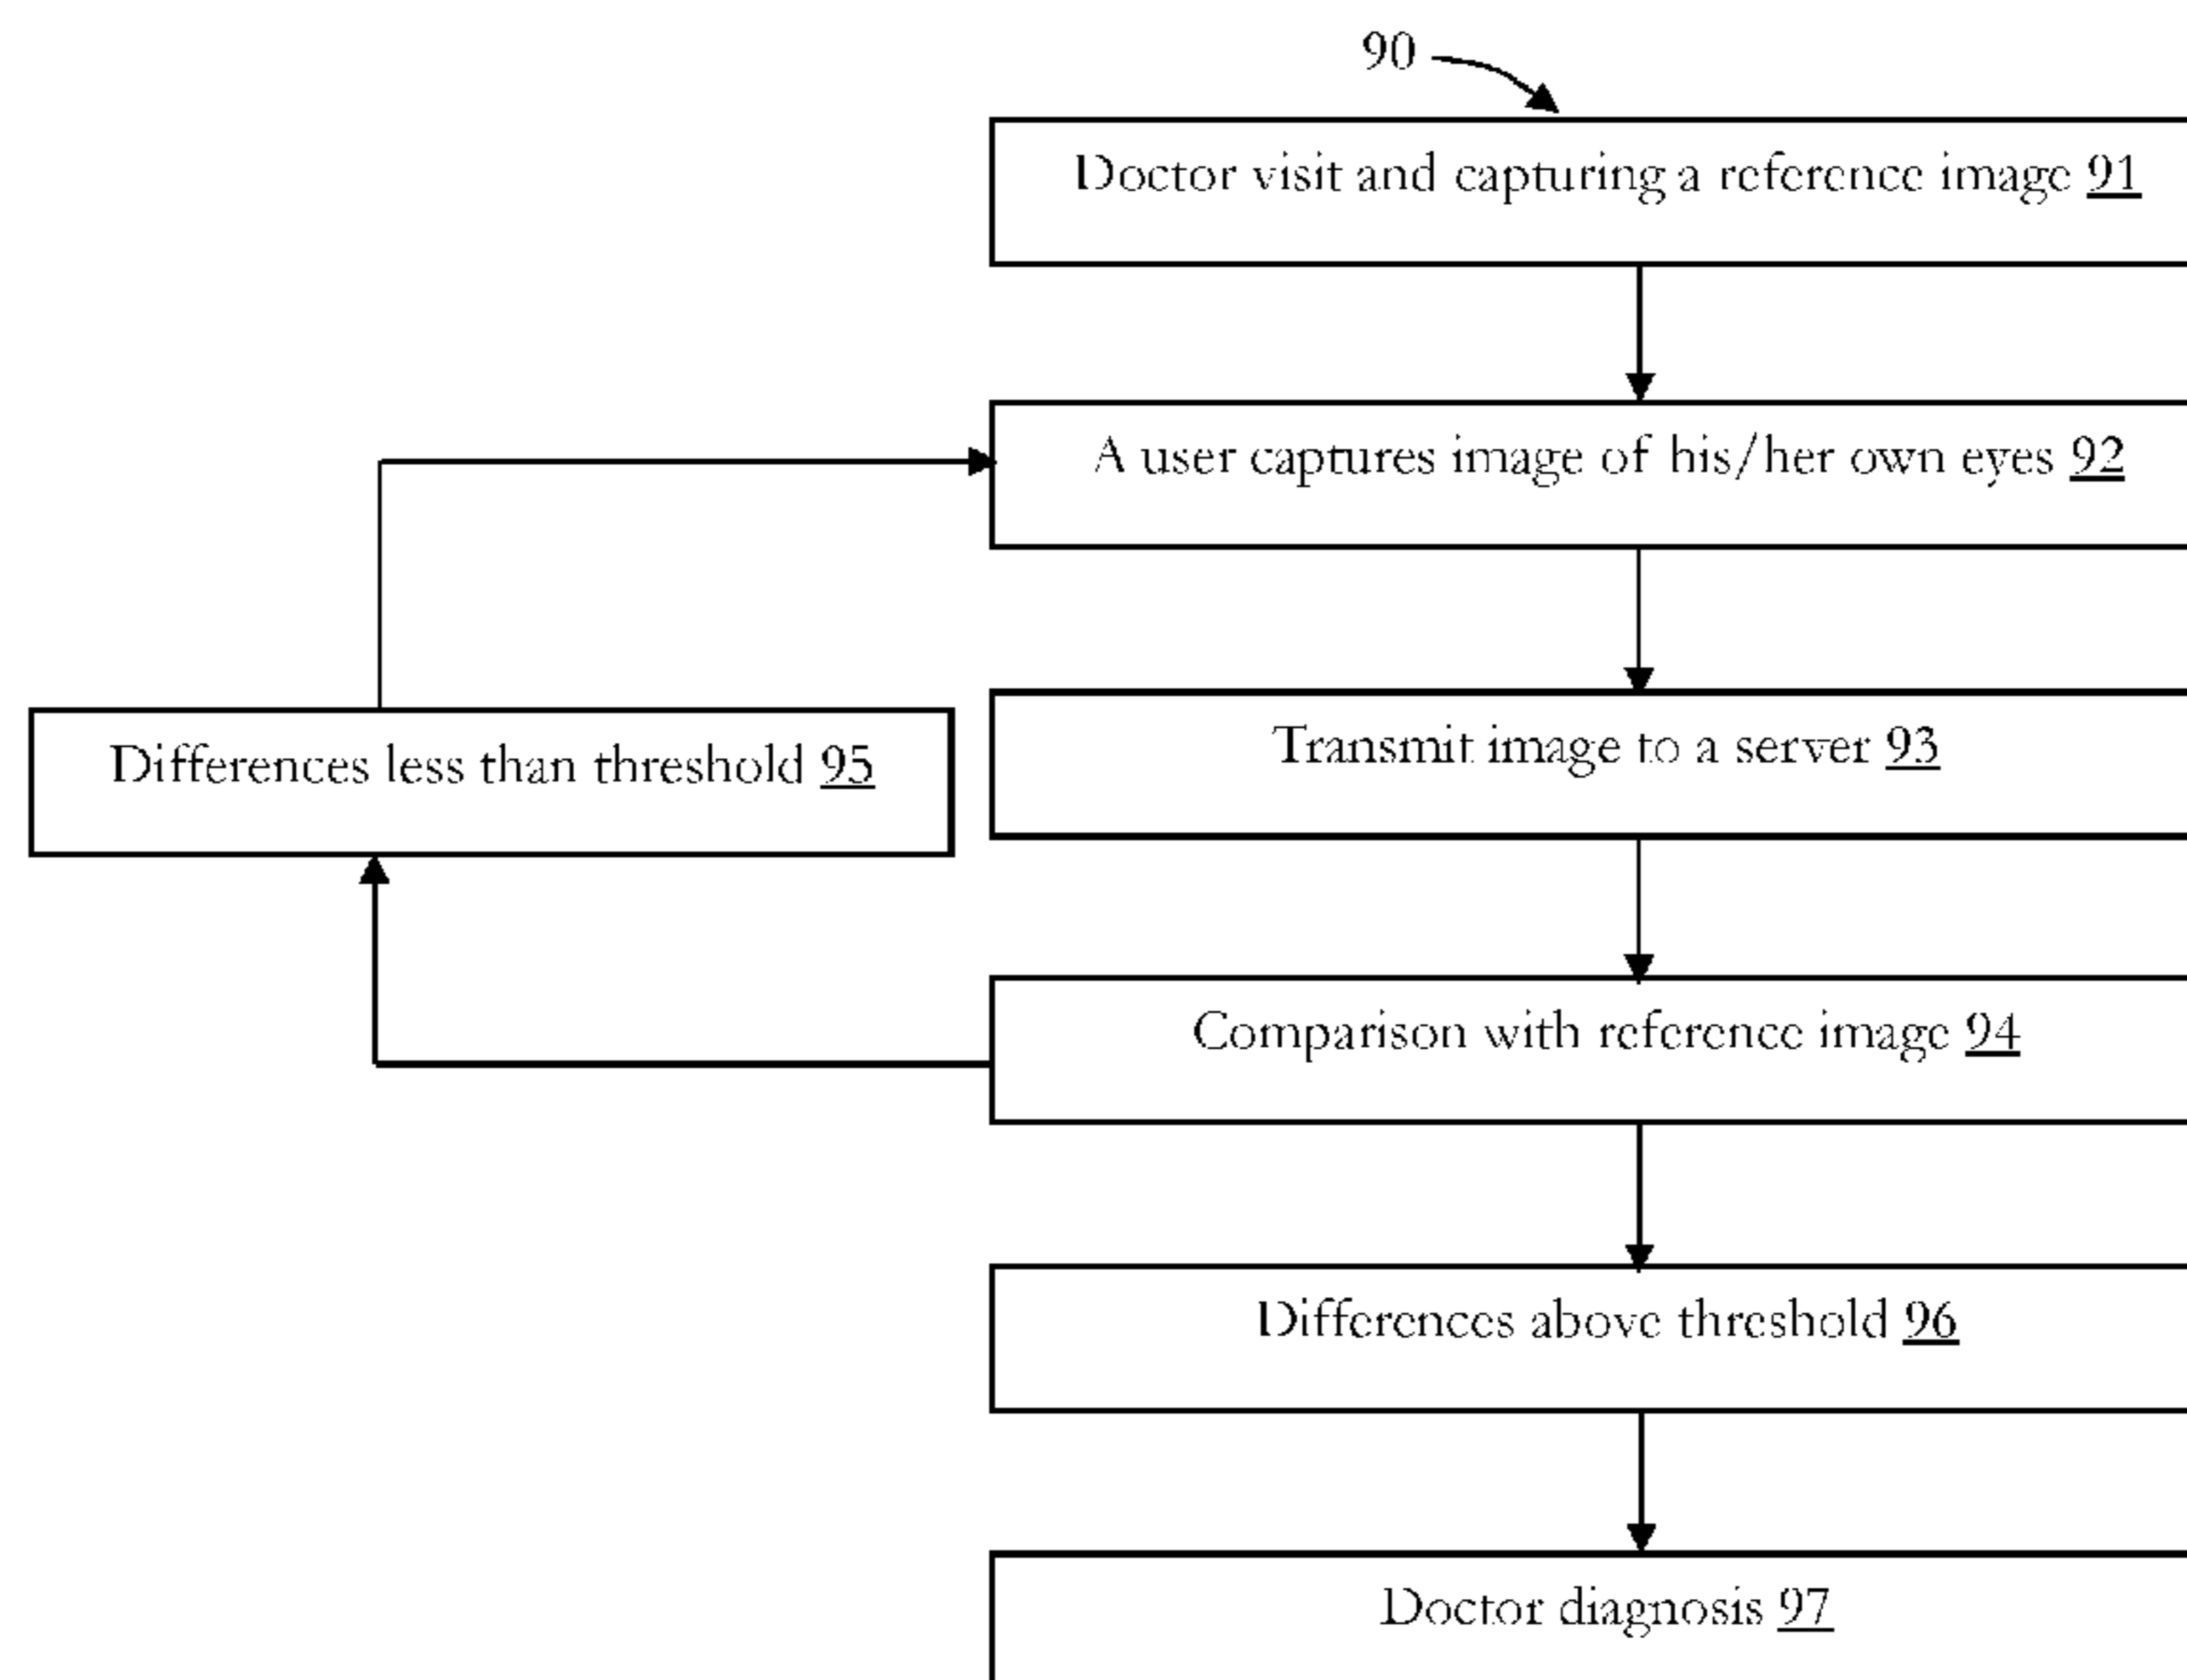 90
Doctor visit and capturing a reference image 91
A user captures image of his/her own eyes 92
Transmit image to a server 93
Differences less than threshold 95
Comparison with reference image 94
Differences above threshold 96
Doctor diagnosis 97